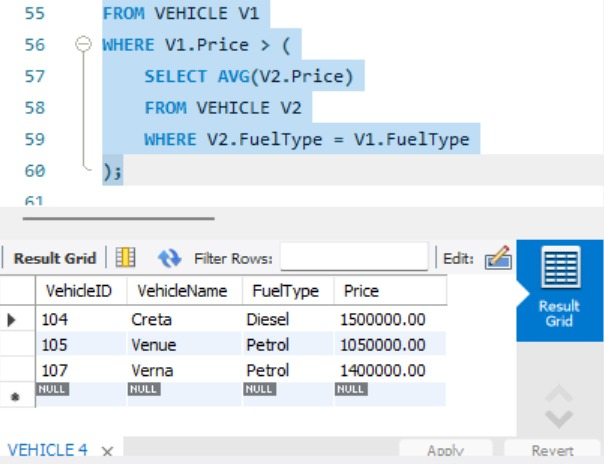 55 FROM VEHICLE V1
56 WHERE V1.Price > (
57 SELECT AVG(V2.Price)
58 FROM VEHICLE V2
59 WHERE V2.FuelType = V1.FuelType
60 );
61
Result Grid Filter Rows: Edit:
VehicleID VehicleName FuelType Price
104 Creta Diesel 1500000.00
105 Venue Petrol 1050000.00
107 Verna Petrol 1400000.00
NULL NULL NULL NULL
Result
Grid
VEHICLE 4 Apply Revert